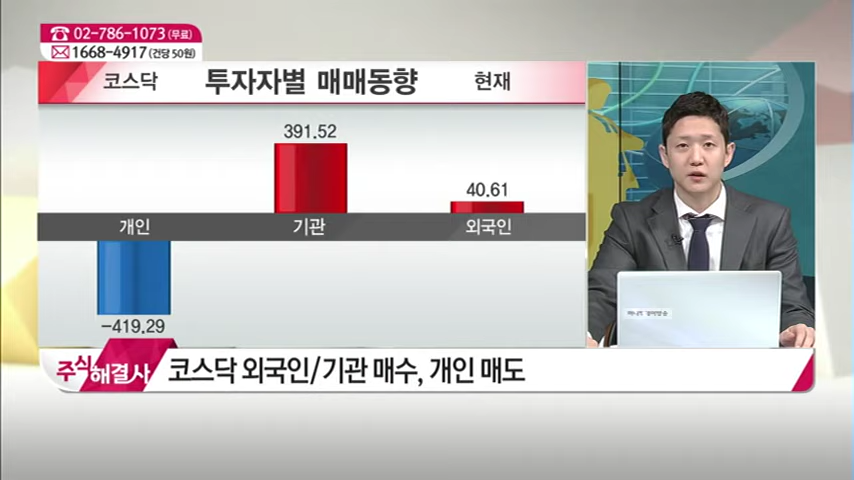 02-786-1073 (무료)
1668-4917 (건당 50원)
코스닥 투자자별 매매동향 현재
391.52
40.61
개인 기관 외국인
-419.29
주식해결사
코스닥 외국인/기관 매수, 개인 매도